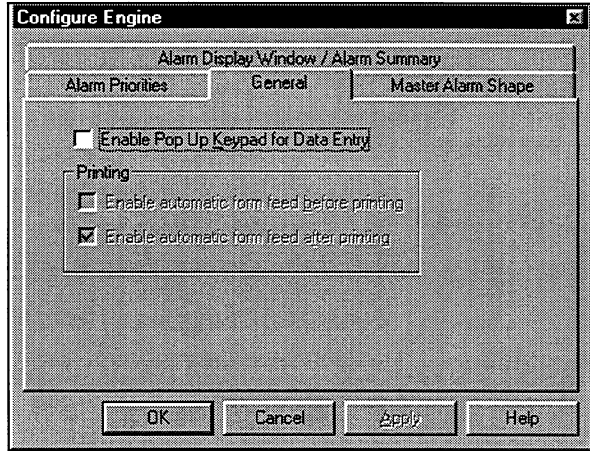 Configure Engine
Alarm Display Window / Alarm Summary
Alarm Priorities General Master Alarm Shape
Enable Pop Up Keypad for Data Entry
Printing
Enable automatic form feed before printing
Enable automatic form feed after printing
OK Cancel Apply Help